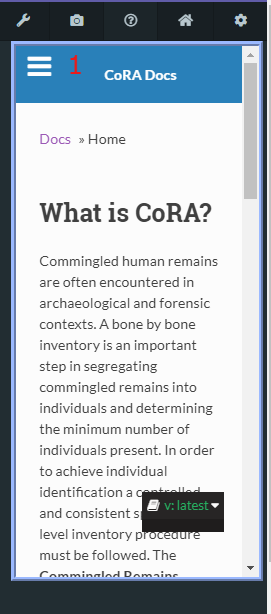 1
CoRA Docs
Docs » Home
What is CoRA?
Commingled human remains
are often encountered in
archaeological and forensic
contexts. A bone by bone
inventory is an important
step in segregating
commingled remains into
individuals and determining
the minimum number of
individuals present. In order
to achieve individual
identification a controlled
v: latest
and consistent
level inventory procedure
must be followed. The
Commingled Remains